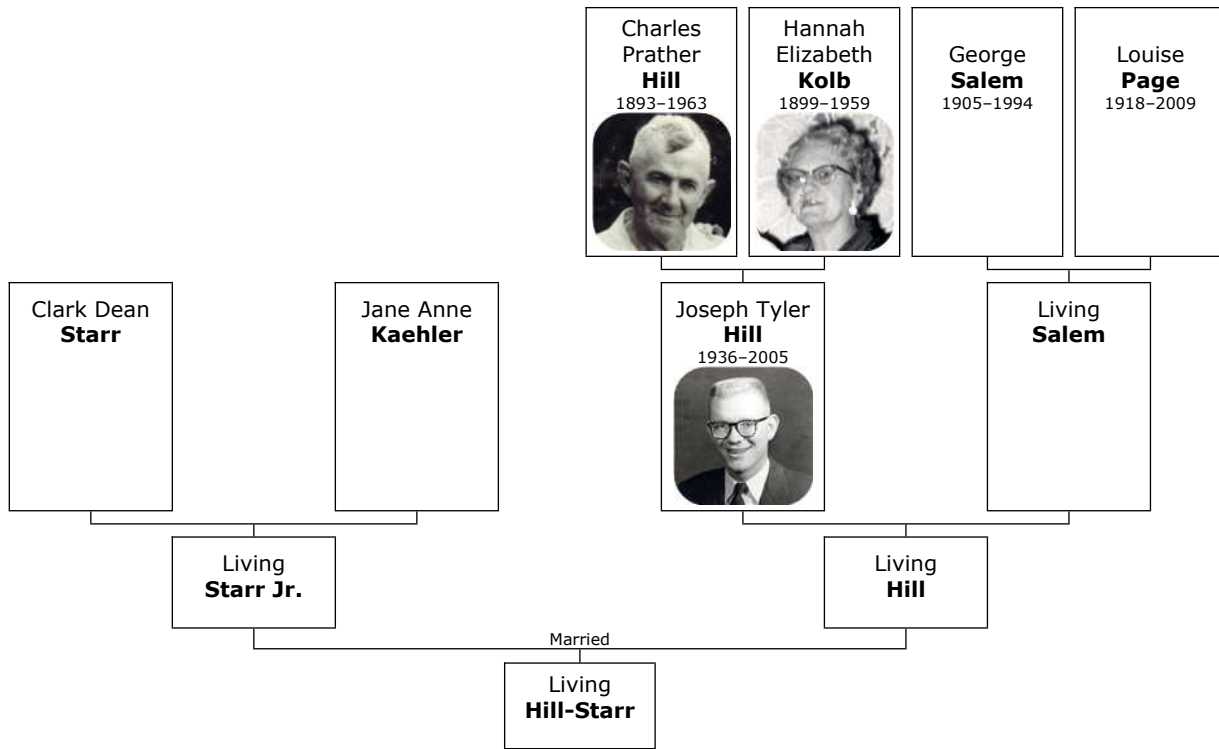 Charles
Prather
Hill
1893–1963
Hannah
Elizabeth
Kolb
1899–1959
George
Salem
1905–1994
Louise
Page
1918–2009
Clark Dean
Starr
Jane Anne
Kaehler
Joseph Tyler
Hill
1936–2005
Living
Salem
Living
Starr Jr.
Living
Hill
Married
Living
Hill-Starr